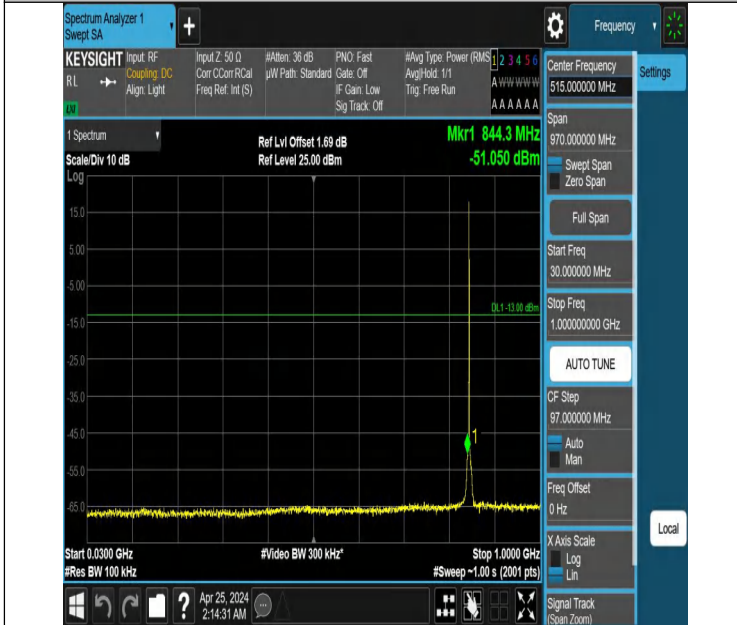 Spectrum Analyzer 1
Swept SA
+
Frequency
KEYSIGHT
RL
Input: RF
Coupling: DC
Align: Light
Input Z: 50 Ω
Corr CCorr RCal
Freq Ref: Int (S)
#Atten: 36 dB
µW Path: Standard
PNO: Fast
Gate: Off
IF Gain: Low
Sig Track: Off
#Avg Type: Power (RMS
Avg|Hold: 1/1
Trig: Free Run
1 2 3 4 5 6
A W W W W W
A A A A A A
1 Spectrum
Scale/Div 10 dB
Log
Ref Lvl Offset 1.69 dB
Ref Level 25.00 dBm
Mkr1 844.3 MHz
-51.050 dBm
15.0
5.00
-5.00
-15.0
-25.0
-35.0
-45.0
-55.0
-65.0
DL1 -13.00 dBm
1
Start 0.0300 GHz
#Res BW 100 kHz
#Video BW 300 kHz*
Stop 1.0000 GHz
#Sweep ~1.00 s (2001 pts)
Center Frequency
515.000000 MHz
Settings
Span
970.000000 MHz
Swept Span
Zero Span
Full Span
Start Freq
30.000000 MHz
Stop Freq
1.000000000 GHz
AUTO TUNE
CF Step
97.000000 MHz
Auto
Man
Freq Offset
0 Hz
X Axis Scale
Log
Lin
Local
Signal Track
(Span Zoom)
?
Apr 25, 2024
2:14:31 AM